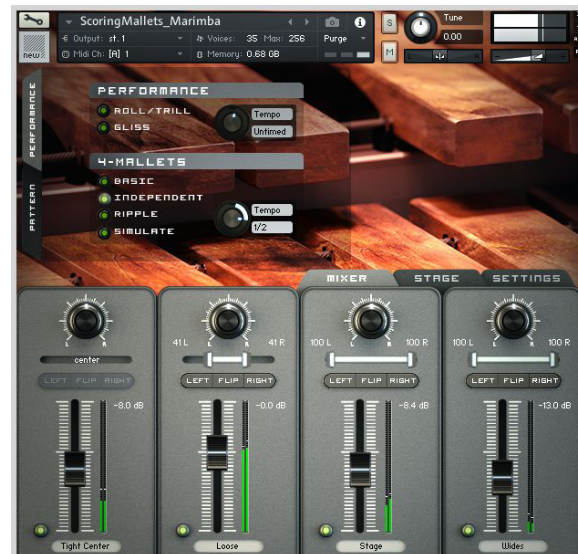 ScoringMallets_Marimba
Output: st.1 Voices: 35 Max: 256 Purge
Midi Ch: [A] 1 Memory: 0.68 GB
new:
S
M
Tune
0.00
L R
PERFORMANCE
PATTERN
PERFORMANCE
ROLL/TRILL
GLISS
Tempo
Untimed
4-MALLETS
BASIC
INDEPENDENT
RIPPLE
SIMULATE
Tempo
1/2
MIXER STAGE SETTINGS
L R L R L R L R
center 41 L 41 R 100 L 100 R 100 L 100 R
LEFT FLIP RIGHT LEFT FLIP RIGHT LEFT FLIP RIGHT LEFT FLIP RIGHT
-8.0 dB -0.0 dB -8.4 dB -13.0 dB
Tight Center Loose Stage Wides